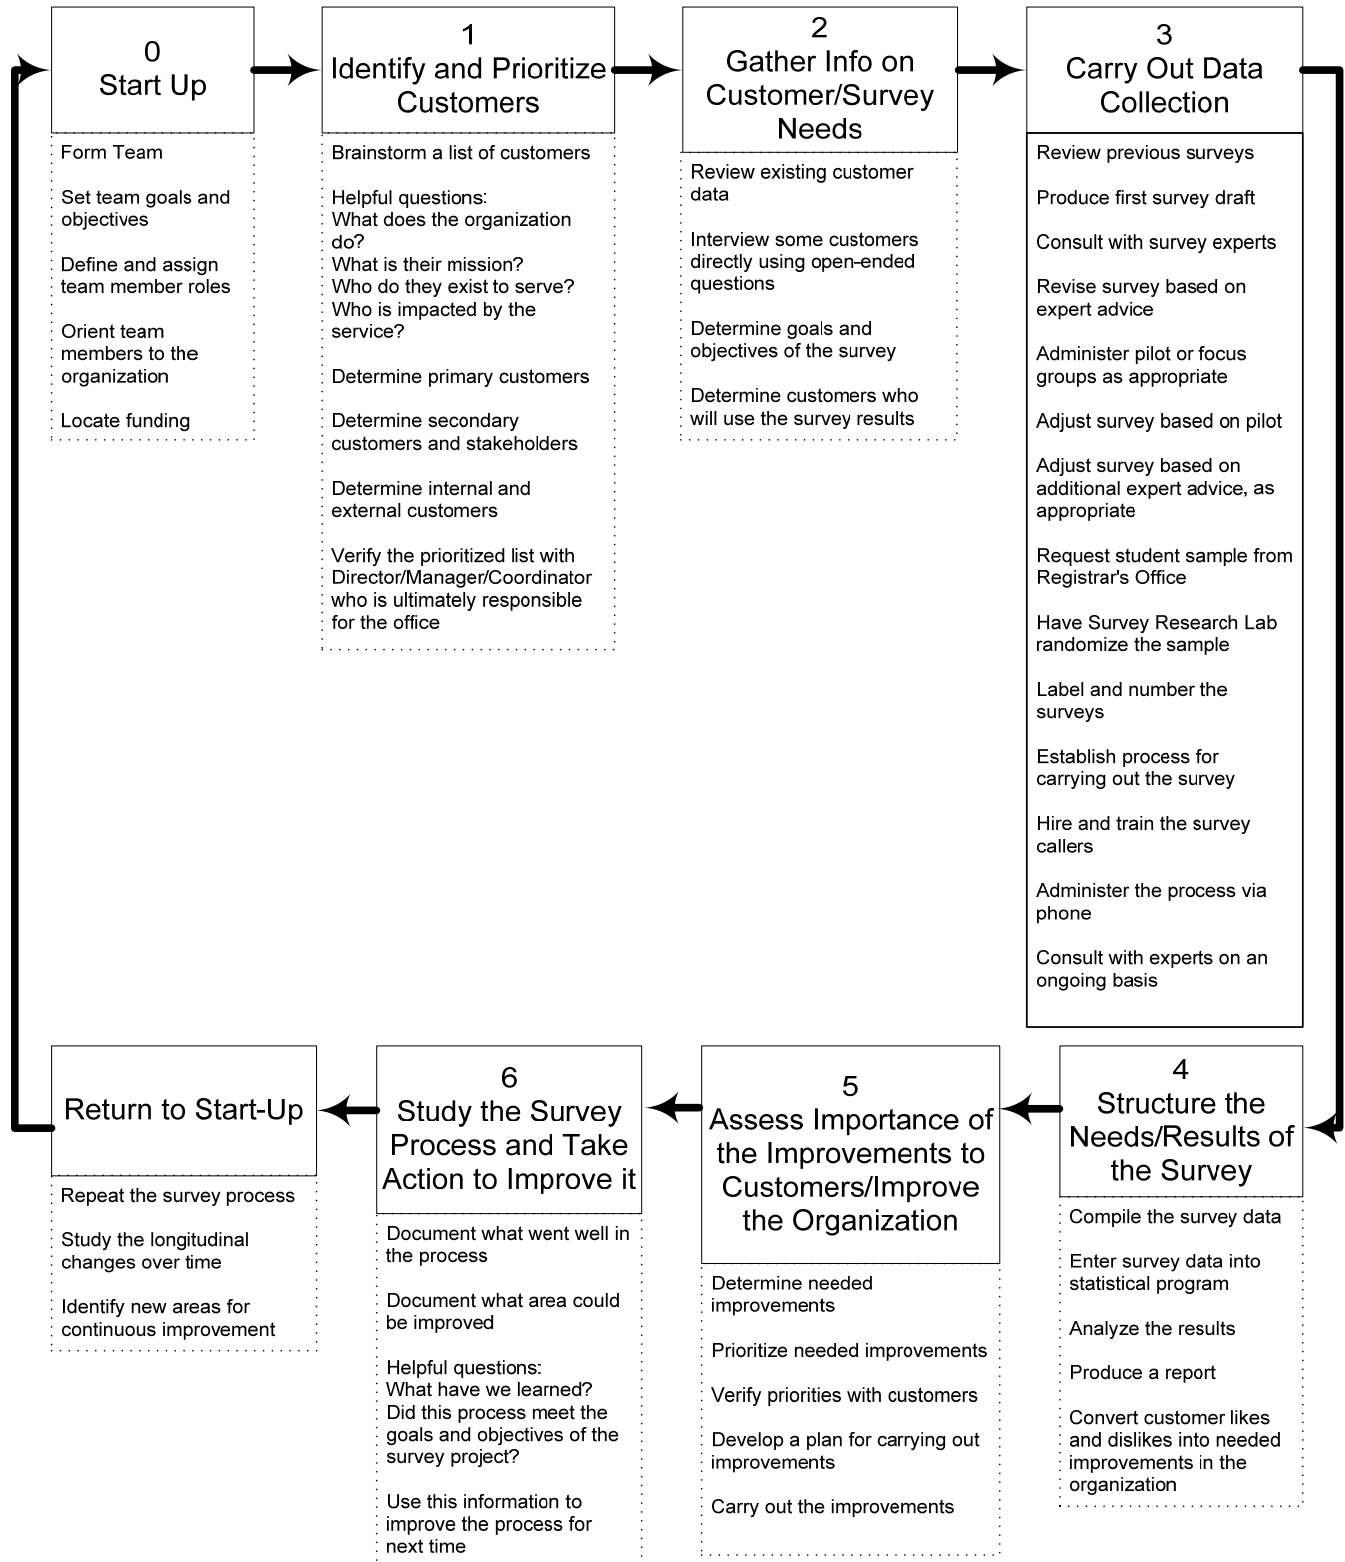 0
Start Up
Form Team
Set team goals and
objectives
Define and assign
team member roles
Orient team
members to the
organization
Locate funding
1
Identify and Prioritize
Customers
Brainstorm a list of customers
Helpful questions:
What does the organization
do?
What is their mission?
Who do they exist to serve?
Who is impacted by the
service?
Determine primary customers
Determine secondary
customers and stakeholders
Determine internal and
external customers
Verify the prioritized list with
Director/Manager/Coordinator
who is ultimately responsible
for the office
2
Gather Info on
Customer/Survey
Needs
Review existing customer
data
Interview some customers
directly using open-ended
questions
Determine goals and
objectives of the survey
Determine customers who
will use the survey results
3
Carry Out Data
Collection
Review previous surveys
Produce first survey draft
Consult with survey experts
Revise survey based on
expert advice
Administer pilot or focus
groups as appropriate
Adjust survey based on pilot
Adjust survey based on
additional expert advice, as
appropriate
Request student sample from
Registrar's Office
Have Survey Research Lab
randomize the sample
Label and number the
surveys
Establish process for
carrying out the survey
Hire and train the survey
callers
Administer the process via
phone
Consult with experts on an
ongoing basis
4
Structure the
Needs/Results of
the Survey
Compile the survey data
Enter survey data into
statistical program
Analyze the results
Produce a report
Convert customer likes
and dislikes into needed
improvements in the
organization
5
Assess Importance of
the Improvements to
Customers/Improve
the Organization
Determine needed
improvements
Prioritize needed improvements
Verify priorities with customers
Develop a plan for carrying out
improvements
Carry out the improvements
6
Study the Survey
Process and Take
Action to Improve it
Document what went well in
the process
Document what area could
be improved
Helpful questions:
What have we learned?
Did this process meet the
goals and objectives of the
survey project?
Use this information to
improve the process for
next time
Return to Start-Up
Repeat the survey process
Study the longitudinal
changes over time
Identify new areas for
continuous improvement